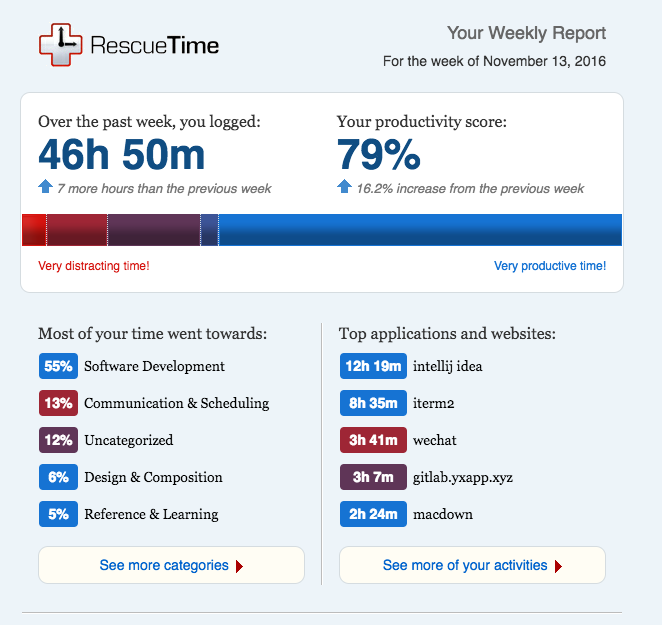 RescueTime
Your Weekly Report
For the week of November 13, 2016
Over the past week, you logged:
46h 50m
7 more hours than the previous week
Your productivity score:
79%
16.2% increase from the previous week
Very distracting time!
Very productive time!
Most of your time went towards:
55% Software Development
13% Communication & Scheduling
12% Uncategorized
6% Design & Composition
5% Reference & Learning
See more categories
Top applications and websites:
12h 19m intellij idea
8h 35m iterm2
3h 41m wechat
3h 7m gitlab.yxapp.xyz
2h 24m macdown
See more of your activities